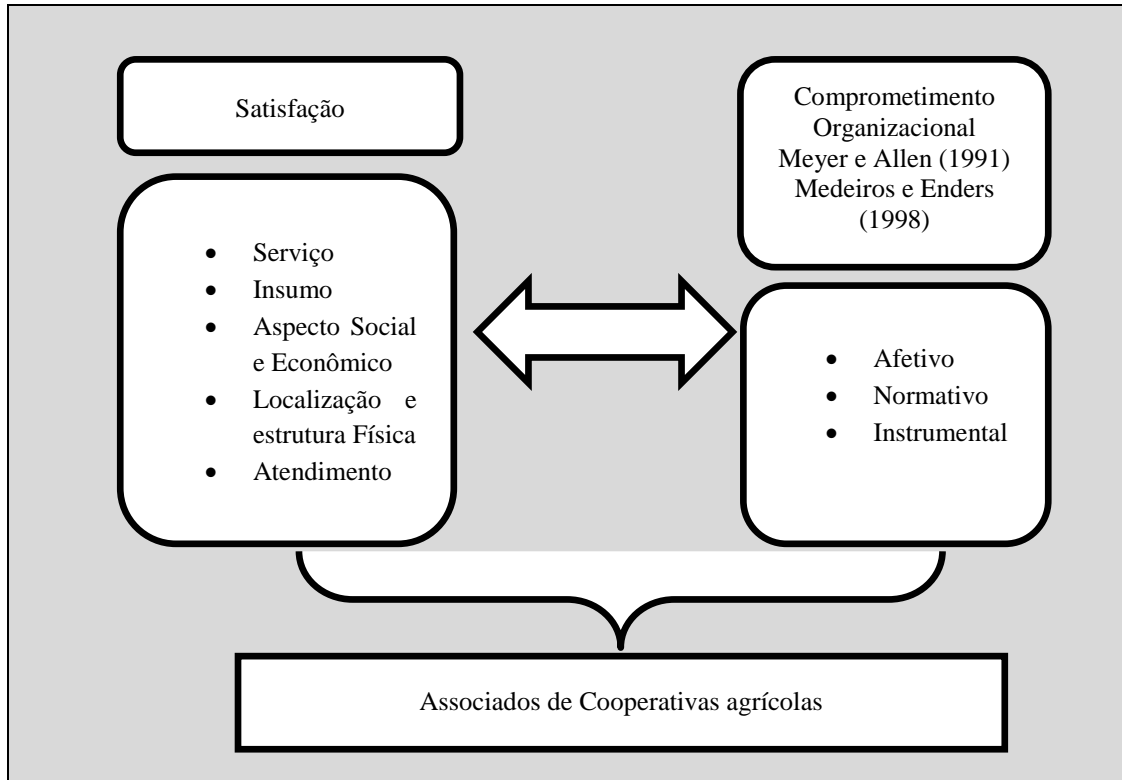 Satisfação
• Serviço
• Insumo
• Aspecto Social
e Econômico
• Localização e
estrutura Física
• Atendimento
Comprometimento
Organizacional
Meyer e Allen (1991)
Medeiros e Enders
(1998)
• Afetivo
• Normativo
• Instrumental
Associados de Cooperativas agrícolas